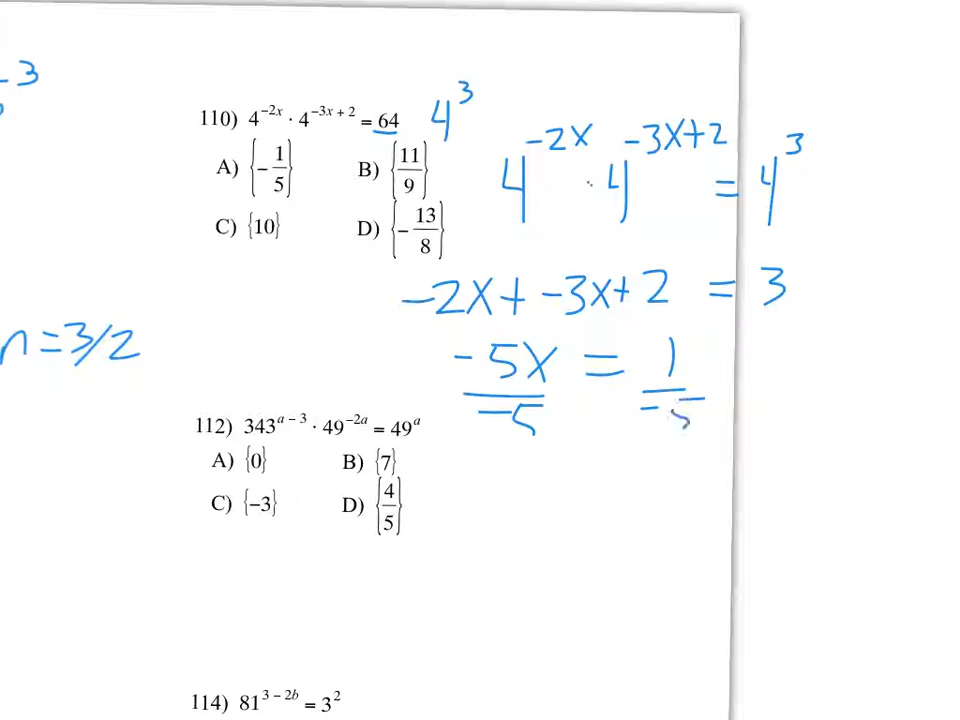 - 3
110) 4^{-2x} · 4^{-3x + 2} = 64 4^3
A) {-1/5} B) {11/9}
C) {10} D) {-13/8}
4^{-2x} · 4^{-3x+2} = 4^3
-2x + -3x + 2 = 3
-5x = 1
-5 -5
n = 3/2
112) 343^{a - 3} · 49^{-2a} = 49^a
A) {0} B) {7}
C) {-3} D) {4/5}
114) 81^{3 - 2b} = 3^2